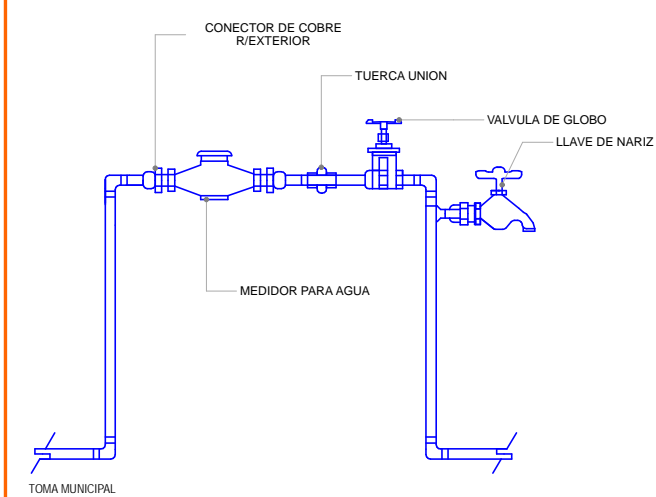 CONECTOR DE COBRE
R/EXTERIOR
TUERCA UNION
VALVULA DE GLOBO
LLAVE DE NARIZ
MEDIDOR PARA AGUA
TOMA MUNICIPAL